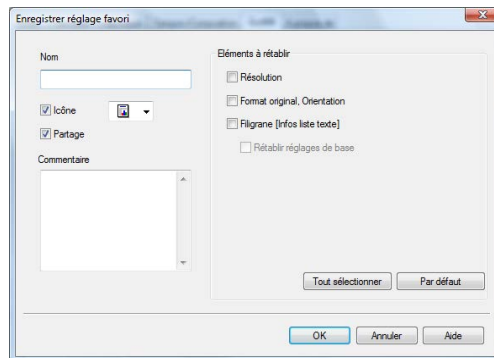 Enregistrer réglage favori
Nom
Icône
Partage
Commentaire
Eléments à rétablir
Résolution
Format original, Orientation
Filigrane [Infos liste texte]
Rétablir réglages de base
Tout sélectionner
Par défaut
OK
Annuler
Aide